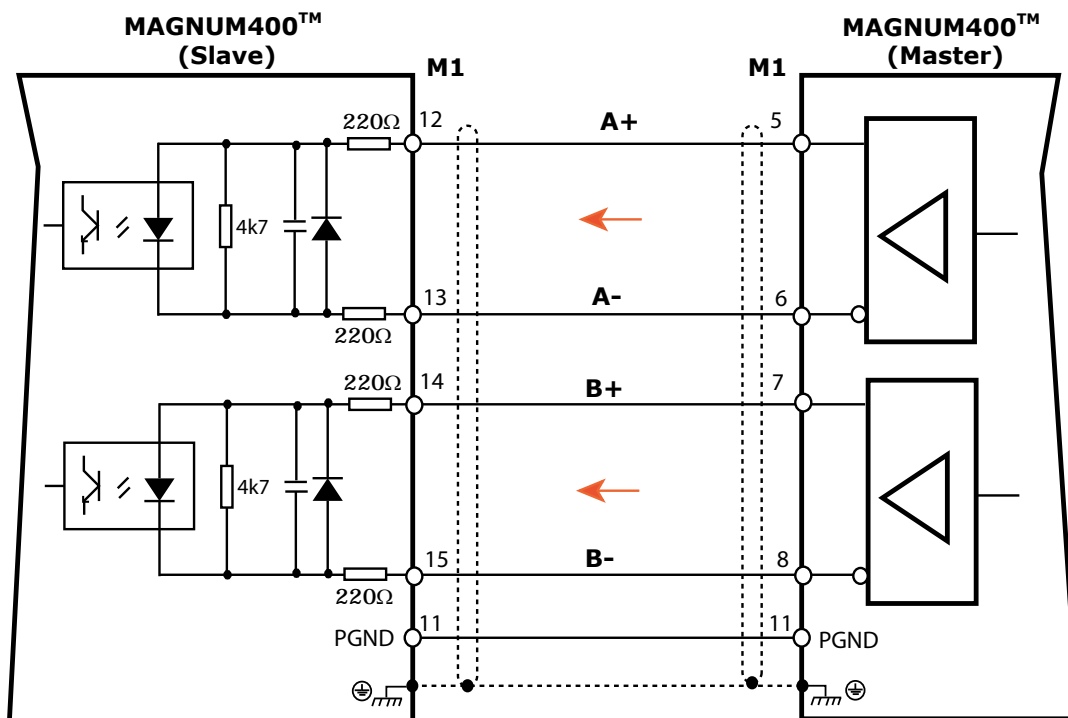 MAGNUM400™
(Slave)
MAGNUM400™
(Master)
M1
M1
220Ω
12
A+
5
4k7
13
A-
6
220Ω
220Ω
14
B+
7
4k7
15
B-
8
220Ω
PGND
11
11
PGND